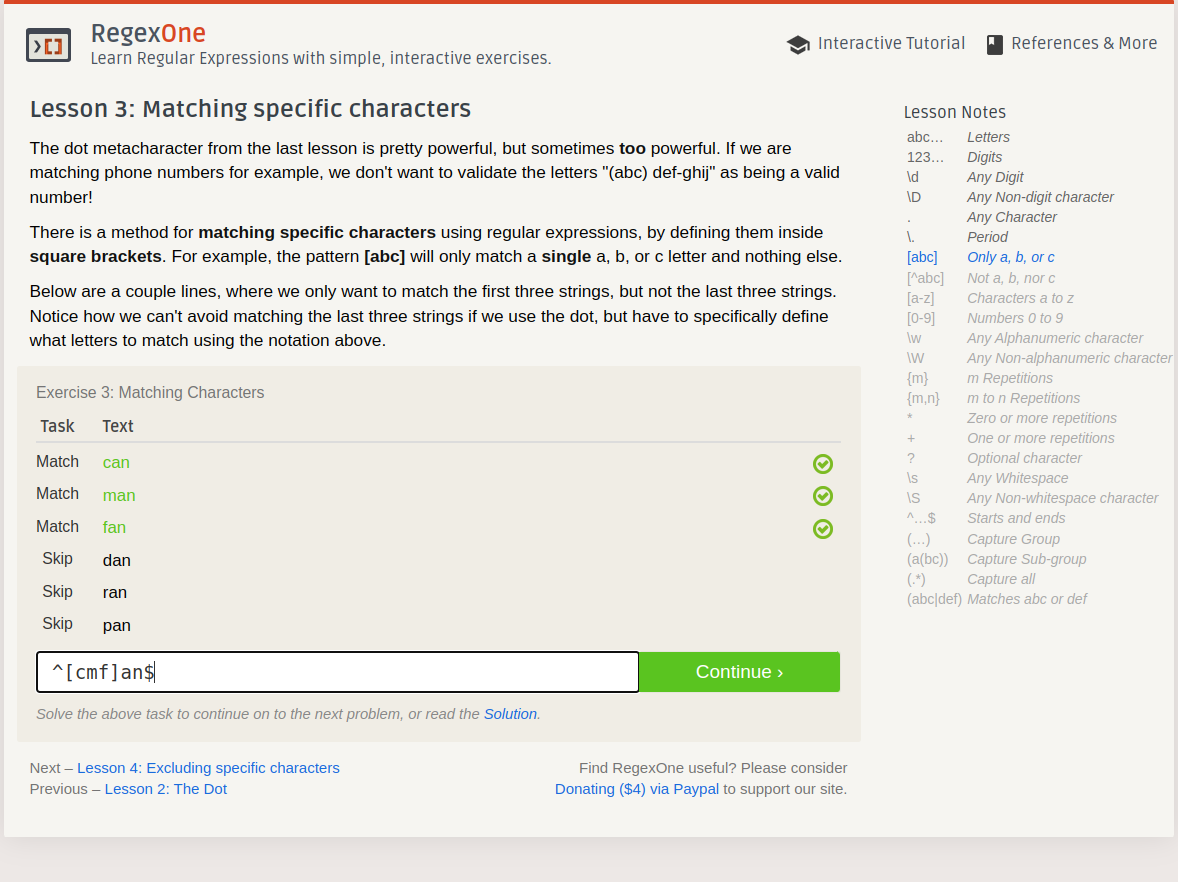 RegexOne
Learn Regular Expressions with simple, interactive exercises.
Interactive Tutorial
References & More
Lesson 3: Matching specific characters
The dot metacharacter from the last lesson is pretty powerful, but sometimes too powerful. If we are
matching phone numbers for example, we don't want to validate the letters "(abc) def-ghij" as being a valid
number!
There is a method for matching specific characters using regular expressions, by defining them inside
square brackets. For example, the pattern [abc] will only match a single a, b, or c letter and nothing else.
Below are a couple lines, where we only want to match the first three strings, but not the last three strings.
Notice how we can't avoid matching the last three strings if we use the dot, but have to specifically define
what letters to match using the notation above.
Exercise 3: Matching Characters
Task Text
Match can
Match man
Match fan
Skip dan
Skip ran
Skip pan
^[cmf]an$
Continue ›
Solve the above task to continue on to the next problem, or read the Solution.
Next – Lesson 4: Excluding specific characters
Previous – Lesson 2: The Dot
Find RegexOne useful? Please consider
Donating ($4) via Paypal to support our site.
Lesson Notes
abc… Letters
123… Digits
\d Any Digit
\D Any Non-digit character
. Any Character
\. Period
[abc] Only a, b, or c
[^abc] Not a, b, nor c
[a-z] Characters a to z
[0-9] Numbers 0 to 9
\w Any Alphanumeric character
\W Any Non-alphanumeric character
{m} m Repetitions
{m,n} m to n Repetitions
* Zero or more repetitions
+ One or more repetitions
? Optional character
\s Any Whitespace
\S Any Non-whitespace character
^…$ Starts and ends
(…) Capture Group
(a(bc)) Capture Sub-group
(.*) Capture all
(abc|def) Matches abc or def